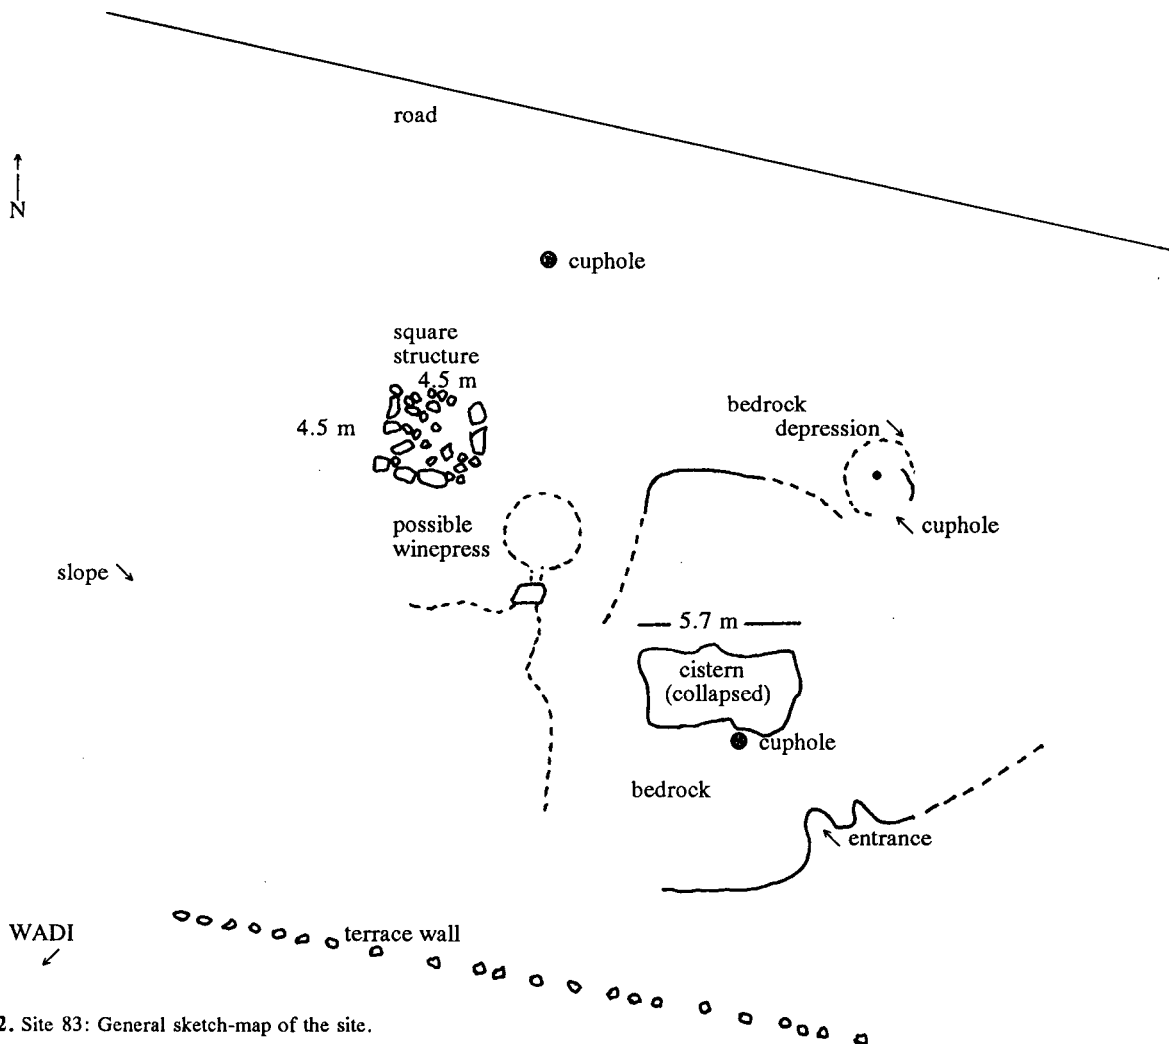 road
N
cuphole
square
structure
4.5 m
4.5 m
bedrock
depression
cuphole
possible
winepress
slope
5.7 m
cistern
(collapsed)
cuphole
bedrock
entrance
WADI
terrace wall
2. Site 83: General sketch-map of the site.